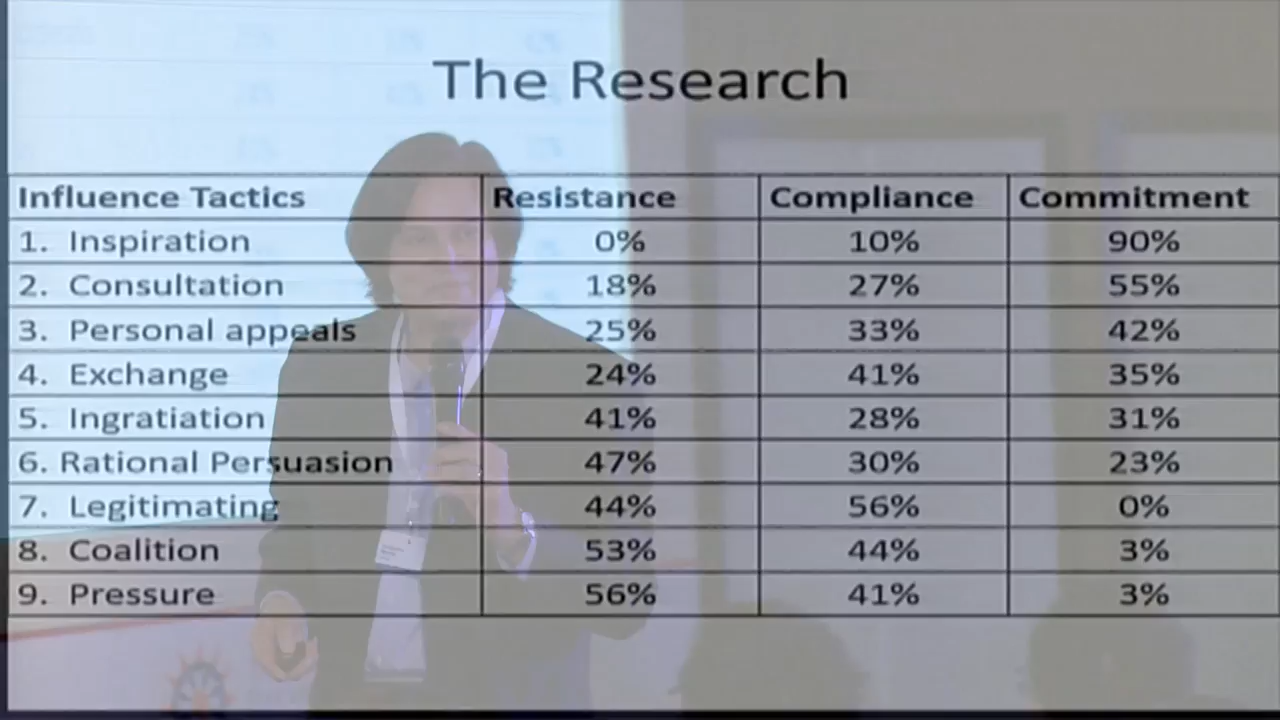 The Research
Influence Tactics Resistance Compliance Commitment
1. Inspiration 0% 10% 90%
2. Consultation 18% 27% 55%
3. Personal appeals 25% 33% 42%
4. Exchange 24% 41% 35%
5. Ingratiation 41% 28% 31%
6. Rational Persuasion 47% 30% 23%
7. Legitimating 44% 56% 0%
8. Coalition 53% 44% 3%
9. Pressure 56% 41% 3%